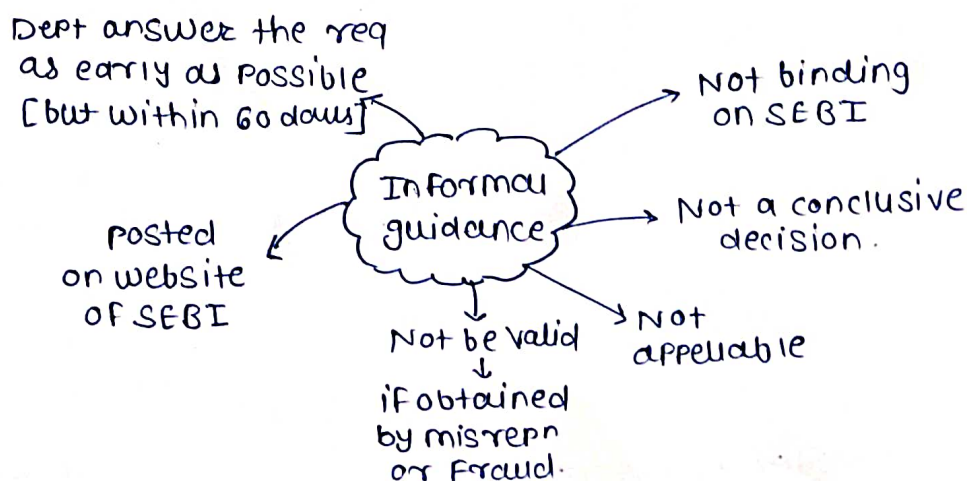 Dept answer the req
as early as possible
[but within 60 days]
Not binding
on SEBI
Informal
guidance
Not a conclusive
decision.
posted
on website
of SEBI
Not be valid
↓
if obtained
by misrepn
or Fraud.
Not
appellable